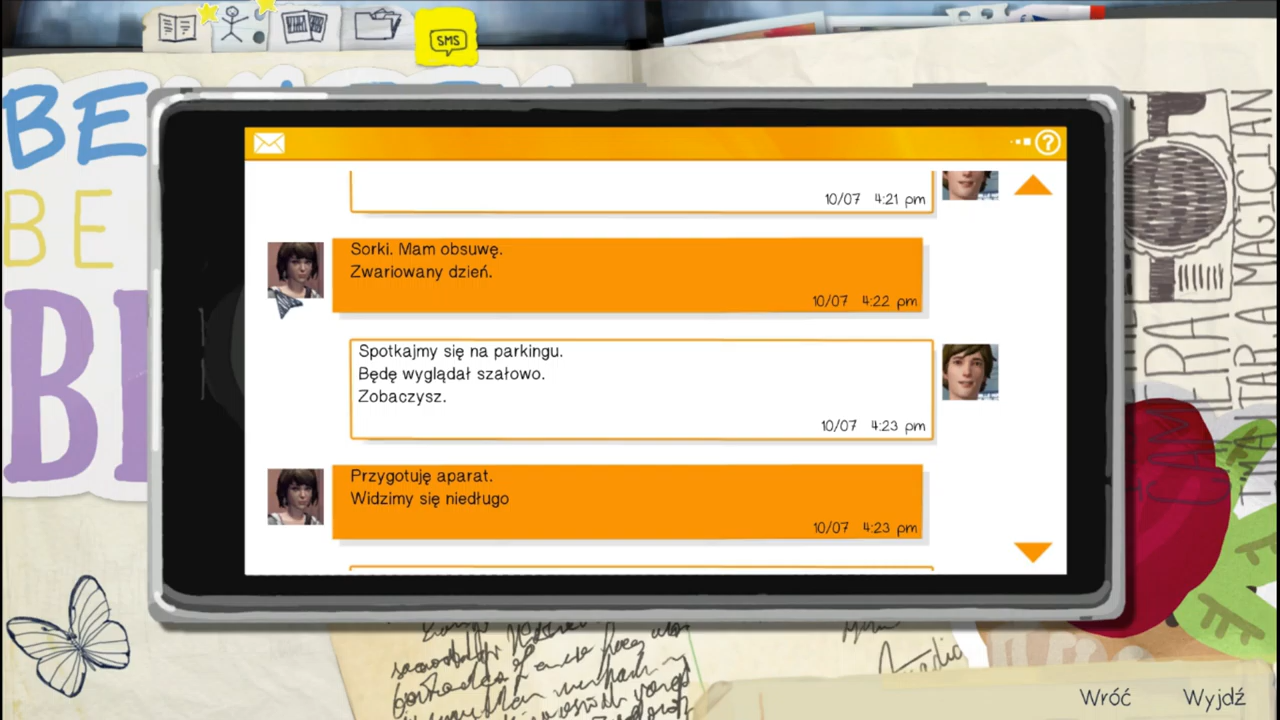 SMS
BE
BE
10/07 4:21 pm
Sorki. Mam obsuwę.
Zwariowany dzień.
10/07 4:22 pm
Spotkajmy się na parkingu.
Będę wyglądał szałowo.
Zobaczysz.
10/07 4:23 pm
Przygotuję aparat.
Widzimy się niedługo
10/07 4:23 pm
MAGICIAN
Wróć
Wyjdź